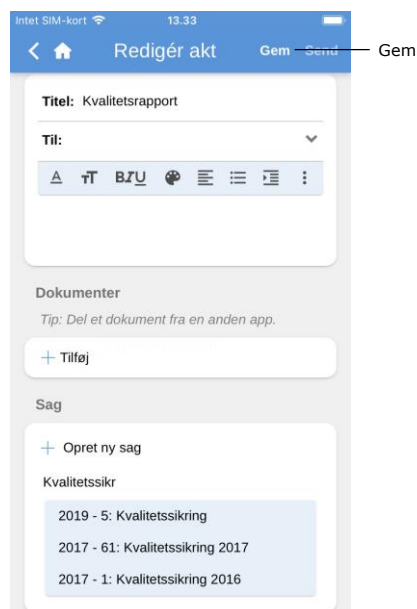 Intet SIM-kort 13.33
Redigér akt Gem Send Gem
Titel: Kvalitetsrapport
Til:
A TT BIU
Dokumenter
Tip: Del et dokument fra en anden app.
+ Tilføj
Sag
+ Opret ny sag
Kvalitetssikr
2019 - 5: Kvalitetssikring
2017 - 61: Kvalitetssikring 2017
2017 - 1: Kvalitetssikring 2016